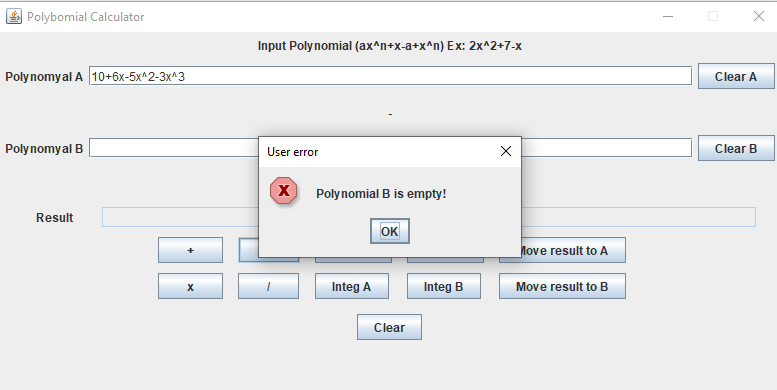 Polybomial Calculator
Input Polynomial (ax^n+x-a+x^n) Ex: 2x^2+7-x
Polynomyal A 10+6x-5x^2-3x^3 Clear A
-
Polynomyal B Clear B
User error
Polynomial B is empty!
OK
Result
+ Move result to A
x / Integ A Integ B Move result to B
Clear